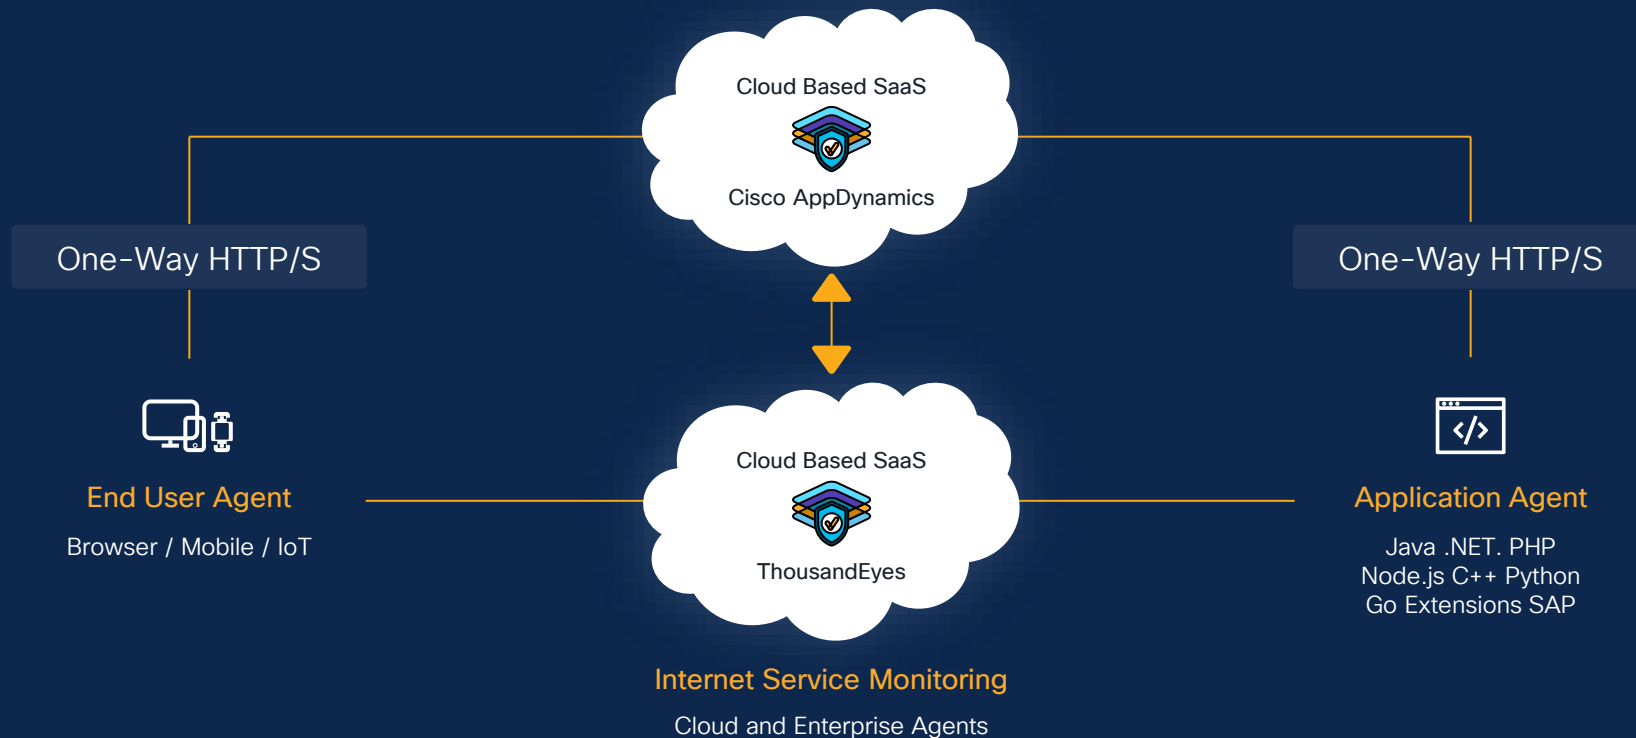 Cloud Based SaaS
Cisco AppDynamics
One-Way HTTP/S
One-Way HTTP/S
</>
End User Agent
Browser / Mobile / IoT
Cloud Based SaaS
ThousandEyes
Application Agent
Java .NET. PHP
Node.js C++ Python
Go Extensions SAP
Internet Service Monitoring
Cloud and Enterprise Agents